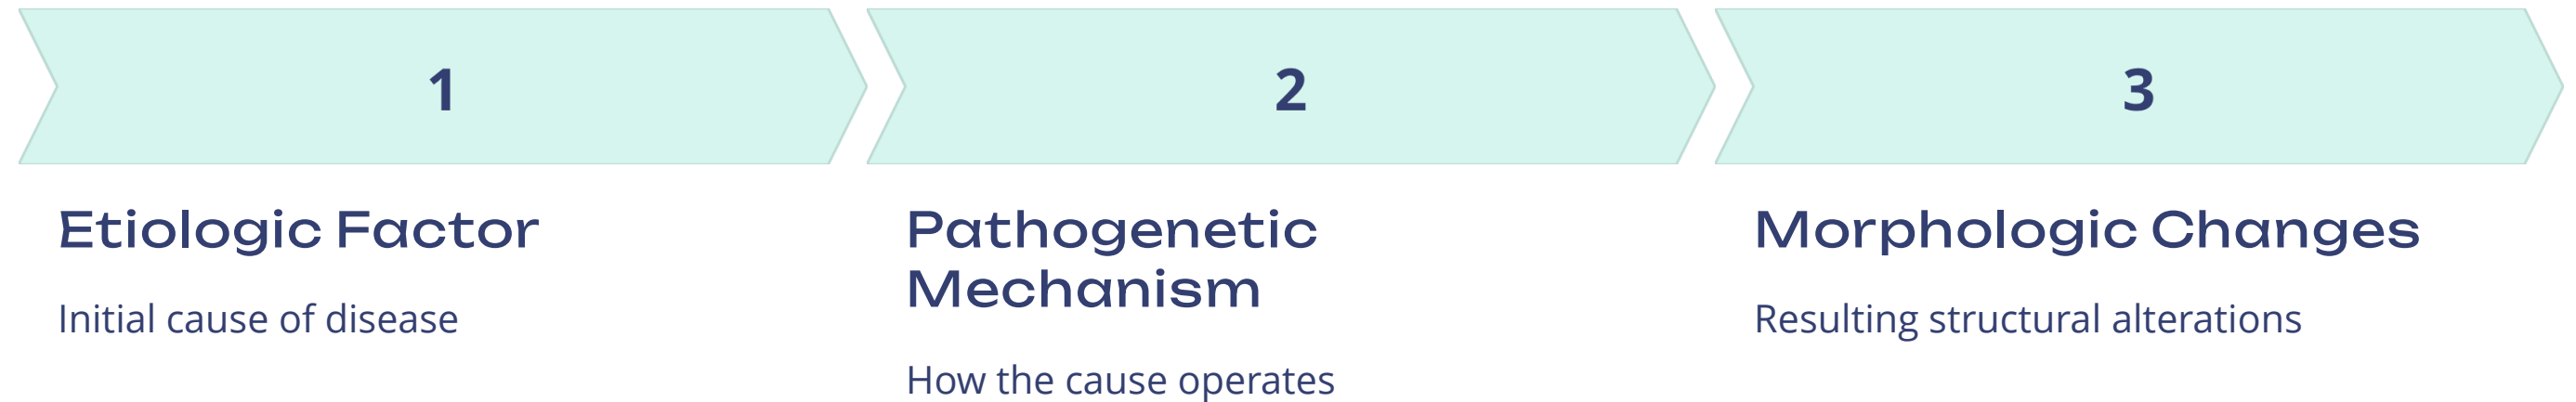 1
Etiologic Factor
Initial cause of disease
2
Pathogenetic
Mechanism
How the cause operates
3
Morphologic Changes
Resulting structural alterations